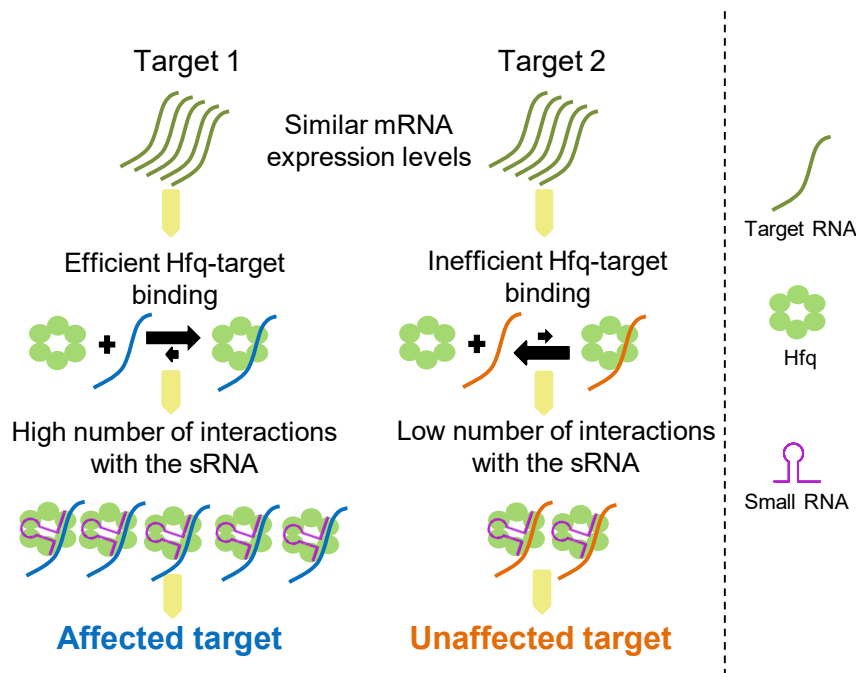 Target 1
Target 2
Similar mRNA
expression levels
Efficient Hfq-target
binding
Inefficient Hfq-target
binding
+
+
High number of interactions
with the sRNA
Low number of interactions
with the sRNA
Affected target
Unaffected target
Target RNA
Hfq
Small RNA